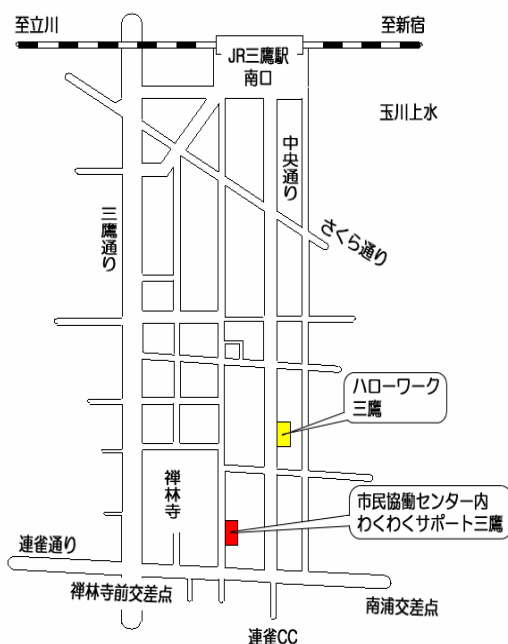 至立川
至新宿
JR三鷹駅
南口
玉川上水
中央通り
三鷹通り
さくら通り
ハローワーク
三鷹
禅林寺
市民協働センター内
わくわくサポート三鷹
連雀通り
禅林寺前交差点
南浦交差点
連雀CC